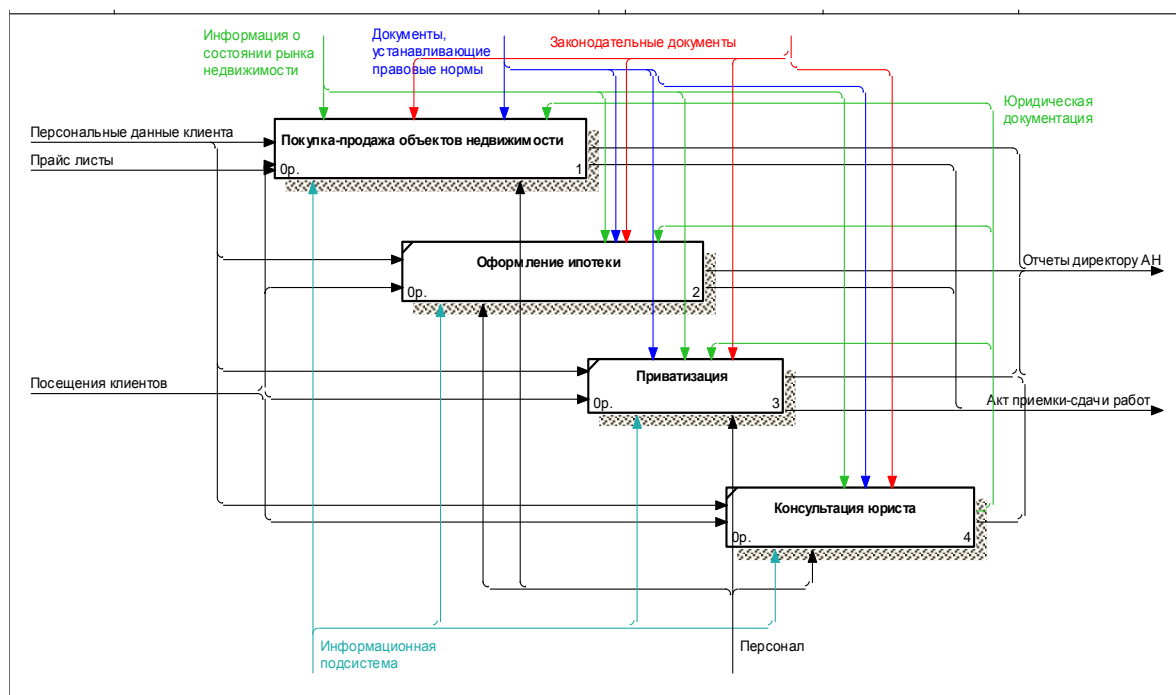 Информация о
состоянии рынка
недвижимости
Документы,
устанавливающие
правовые нормы
Законодательные документы
Юридическая
документация
Персональные данные клиента
Прайс листы
Покупка-продажа объектов недвижимости
0р. 1
Оформление ипотеки
0р. 2
Отчеты директору АН
Приватизация
0р. 3
Посещения клиентов
Акт приемки-сдачи работ
Консультация юриста
0р. 4
Информационная
подсистема
Персонал